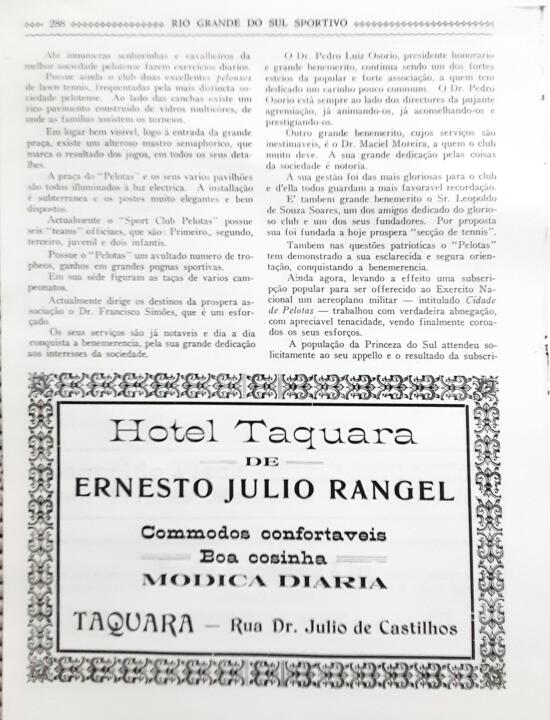 288 RIO GRANDE DO SUL SPORTIVO
Ahi innumeras senhorinhas e cavalheiros da
melhor sociedade pelotense fazem exercicios diarios.
Possue ainda o club duas excellentes pelouses
de lawn tennis, frequentadas pela mais distincta so-
ciedade pelotense. Ao lado das canchas existe um
rico pavimento construido de vidros multicores, de
onde as familias assistem os torneios.
Em logar bem visivel, logo á entrada da grande
praça, existe um alteroso mastro semaphorico, que
marca o resultado dos jogos, em todos os seus deta-
lhes.
A praça do "Pelotas" e os seus varios pavilhões
são todos illuminados á luz electrica. A installação
é subterranea e os postes muito elegantes e bem
dispostos.
Actualmente o "Sport Club Pelotas" possue
seis "teams" officiaes, que são: Primeiro, segundo,
terceiro, juvenil e dois infantis.
Possue o "Pelotas" um avultado numero de tro-
pheos, ganhos em grandes pugnas sportivas.
Em sua séde figuram as taças de varios cam-
peonatos.
Actualmente dirige os destinos da prospera as-
sociação o Dr. Francisco Simões, que é um esfor-
çado.
Os seus serviços são já notaveis e dia a dia
conquista a benemerencia, pela sua grande dedicação
aos interesses da sociedade.
O Dr. Pedro Luiz Osorio, presidente honorario
e grande benemerito, continúa sendo um dos fortes
esteios da popular e forte associação, a quem tem
dedicado um carinho pouco commum. O Dr. Pedro
Osorio está sempre ao lado dos directores da pujante
agremiação, já animando-os, já aconselhando-os e
prestigiando-os.
Outro grande benemerito, cujos serviços são
inestimaveis, é o Dr. Maciel Moreira, a quem o club
muito deve. A sua grande dedicação pelas coisas
da sociedade é notoria.
A sua gestão foi das mais gloriosas para o club
e d'ella todos guardam a mais favoravel recordação.
E' tambem grande benemerito o Sr. Leopoldo
de Souza Soares, um dos amigos dedicado do glorio-
so club e um dos seus fundadores. Por proposta
sua foi fundada a hoje prospera "secção de tennis".
Tambem nas questões patrioticas o "Pelotas"
tem demonstrado a sua esclarecida e segura orien-
tação, conquistando a benemerencia.
Ainda agora, levando a effeito uma subscri-
pção popular para ser offerecido ao Exercito Na-
cional um aereoplano militar — intitulado Cidade
de Pelotas — trabalhou com verdadeira abnegação,
com apreciavel tenacidade, vendo finalmente coroa-
dos os seus esforços.
A população da Princeza do Sul attendeu so-
licitamente ao seu appello e o resultado da subscri-
Hotel Taquara
DE
ERNESTO JULIO RANGEL
Commodos confortaveis
Boa cosinha
MODICA DIARIA
TAQUARA — Rua Dr. Julio de Castilhos